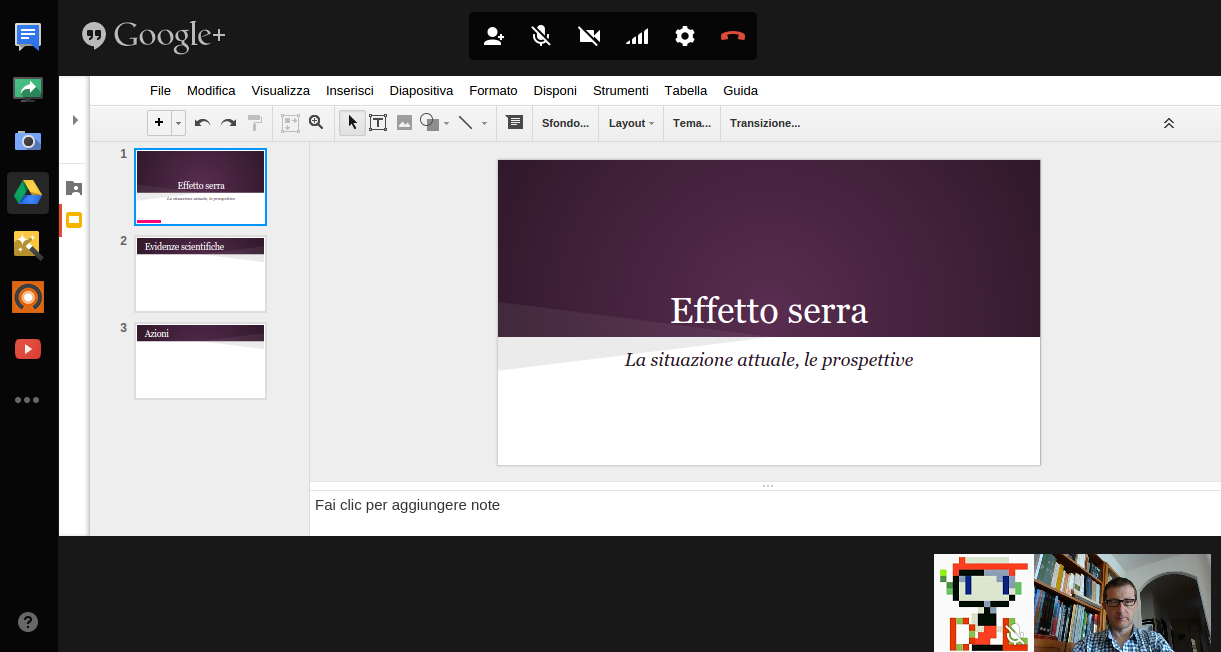 Google+
File Modifica Visualizza Inserisci Diapositiva Formato Disponi Strumenti Tabella Guida
Sfondo... Layout Tema... Transizione...
1
Effetto serra
La situazione attuale, le prospettive
2
Evidenze scientifiche
3
Azioni
Effetto serra
La situazione attuale, le prospettive
Fai clic per aggiungere note
?